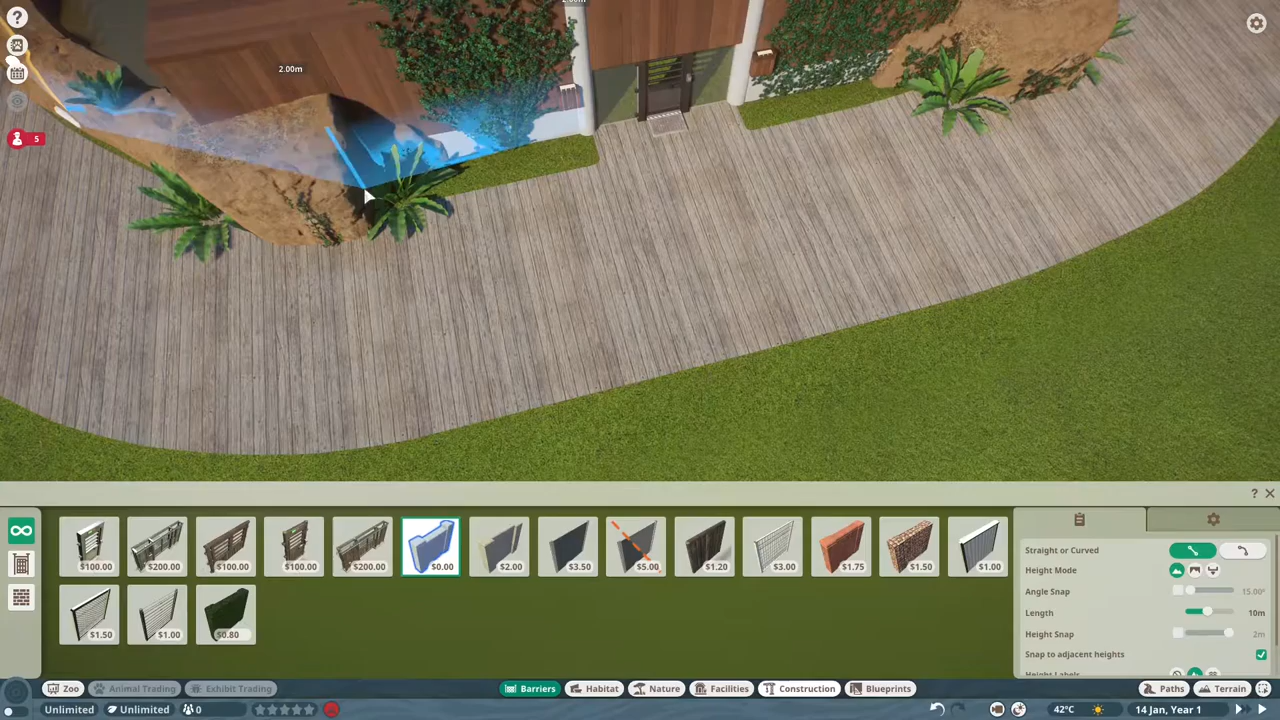 ?
2.00m
5
? ×
$100.00 $200.00 $100.00 $100.00 $200.00 $0.00 $2.00 $3.50 $5.00 $1.20 $3.00 $1.75 $1.50 $1.00
$1.50 $1.00 $0.80
Straight or Curved
Height Mode
Angle Snap 15.00°
Length 10m
Height Snap 2m
Snap to adjacent heights
Height Labels
Zoo Animal Trading Exhibit Trading Barriers Habitat Nature Facilities Construction Blueprints Paths Terrain
Unlimited Unlimited 0 42°C 14 Jan, Year 1